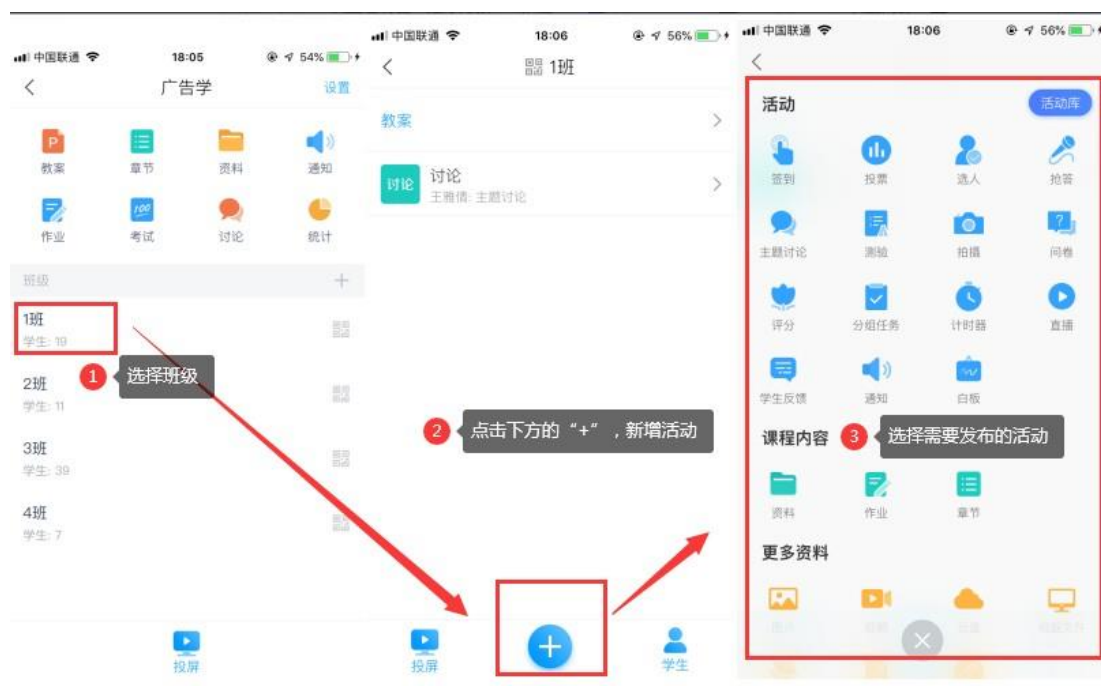 中国联通 18:05 54%
广告学 设置
教案 章节 资料 通知
作业 考试 讨论 统计
班级
1班
学生: 19
1 选择班级
2班
学生: 11
3班
学生: 39
4班
学生: 7
投屏
中国联通 18:06 56%
1班
教案
讨论 讨论
王雅倩: 主题讨论
2 点击下方的“+”，新增活动
投屏 学生
中国联通 18:06 56%
活动 活动库
签到 投票 选人 抢答
主题讨论 测验 拍摄 问卷
评分 分组任务 计时器 直播
学生反馈 通知 白板
课程内容 3 选择需要发布的活动
资料 作业 章节
更多资料